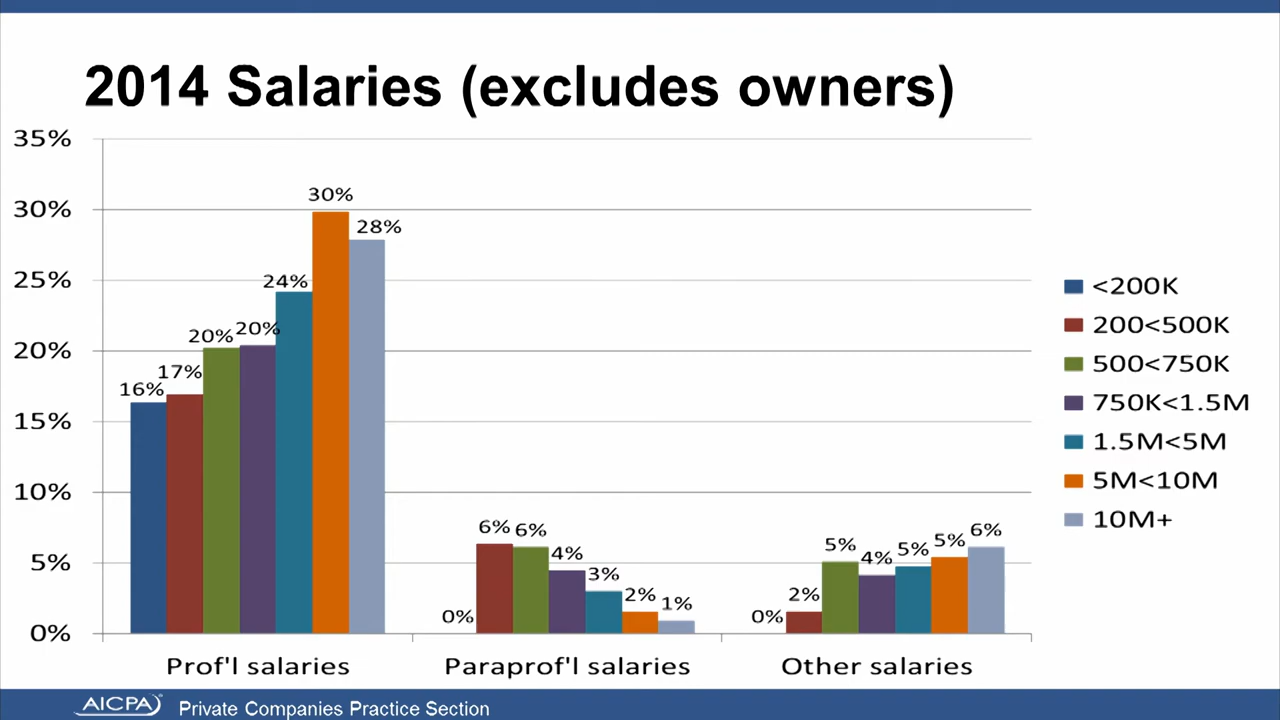 2014 Salaries (excludes owners)
35%
30%
25%
20%
15%
10%
5%
0%
16%
17%
20%
20%
24%
30%
28%
0%
6%
6%
4%
3%
2%
1%
0%
2%
5%
4%
5%
5%
6%
Prof'l salaries
Paraprof'l salaries
Other salaries
<200K
200<500K
500<750K
750K<1.5M
1.5M<5M
5M<10M
10M+
AICPA® Private Companies Practice Section